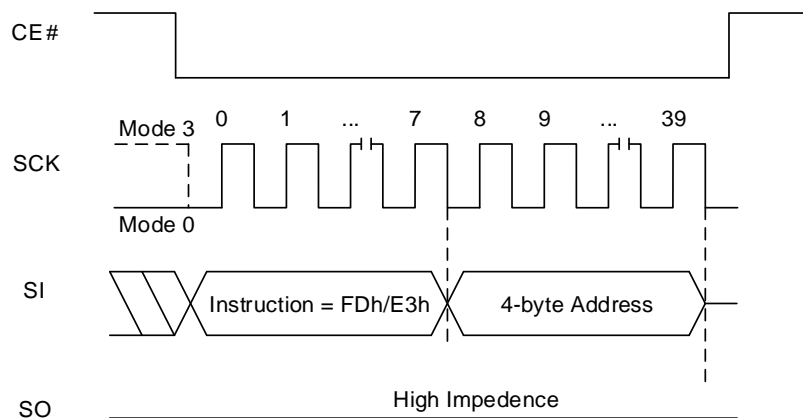 CE#
0 1 ... 7 8 9 ... 39
Mode 3
SCK
Mode 0
SI
Instruction = FDh/E3h 4-byte Address
High Impedence
SO